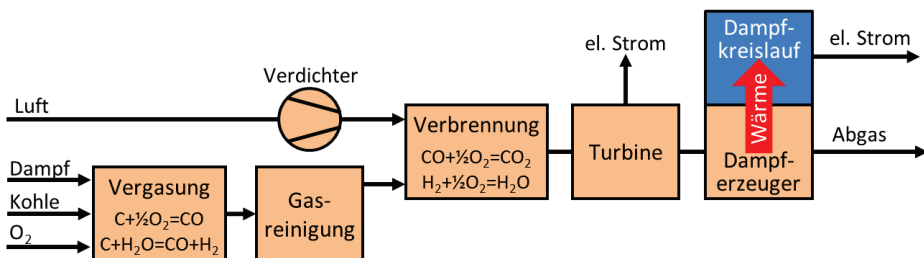 Luft
Verdichter
Dampf
Kohle
O₂
Vergasung
C+½O₂=CO
C+H₂O=CO+H₂
Gas-
reinigung
Verbrennung
CO+½O₂=CO₂
H₂+½O₂=H₂O
el. Strom
Turbine
Dampf-
kreislauf
Wärme
Dampf-
erzeuger
el. Strom
Abgas